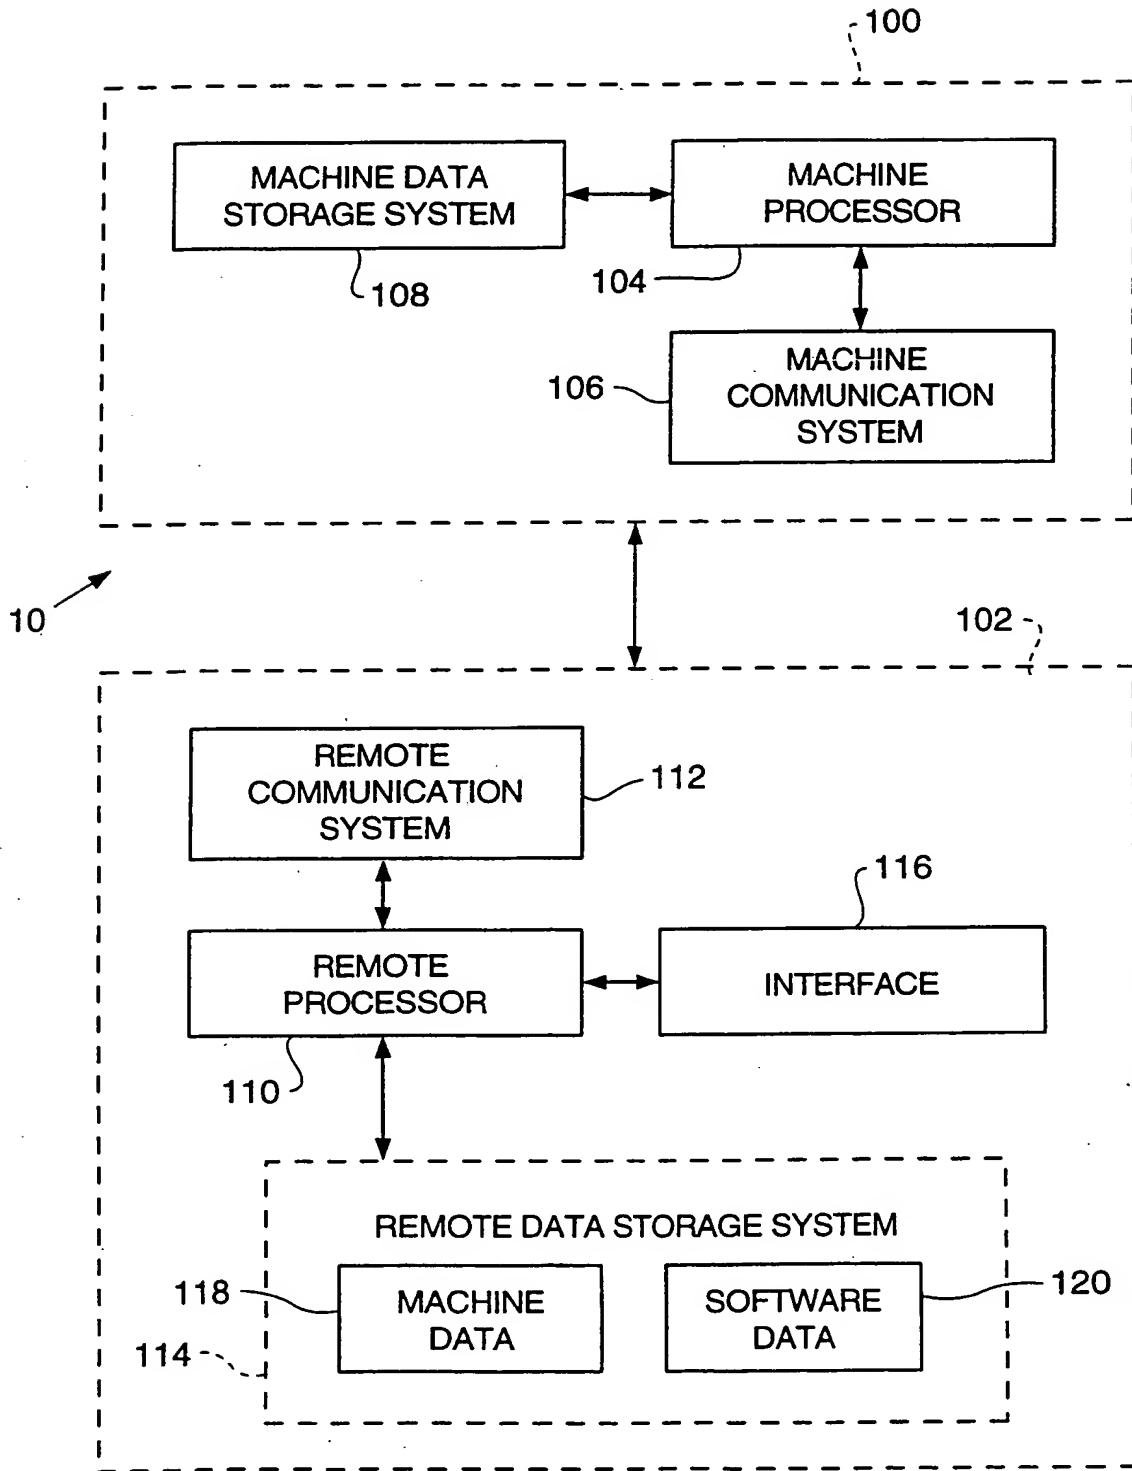 100
MACHINE DATA
STORAGE SYSTEM
MACHINE
PROCESSOR
108
104
MACHINE
COMMUNICATION
SYSTEM
106
10
102
REMOTE
COMMUNICATION
SYSTEM
112
116
REMOTE
PROCESSOR
INTERFACE
110
REMOTE DATA STORAGE SYSTEM
118
MACHINE
DATA
SOFTWARE
DATA
120
114